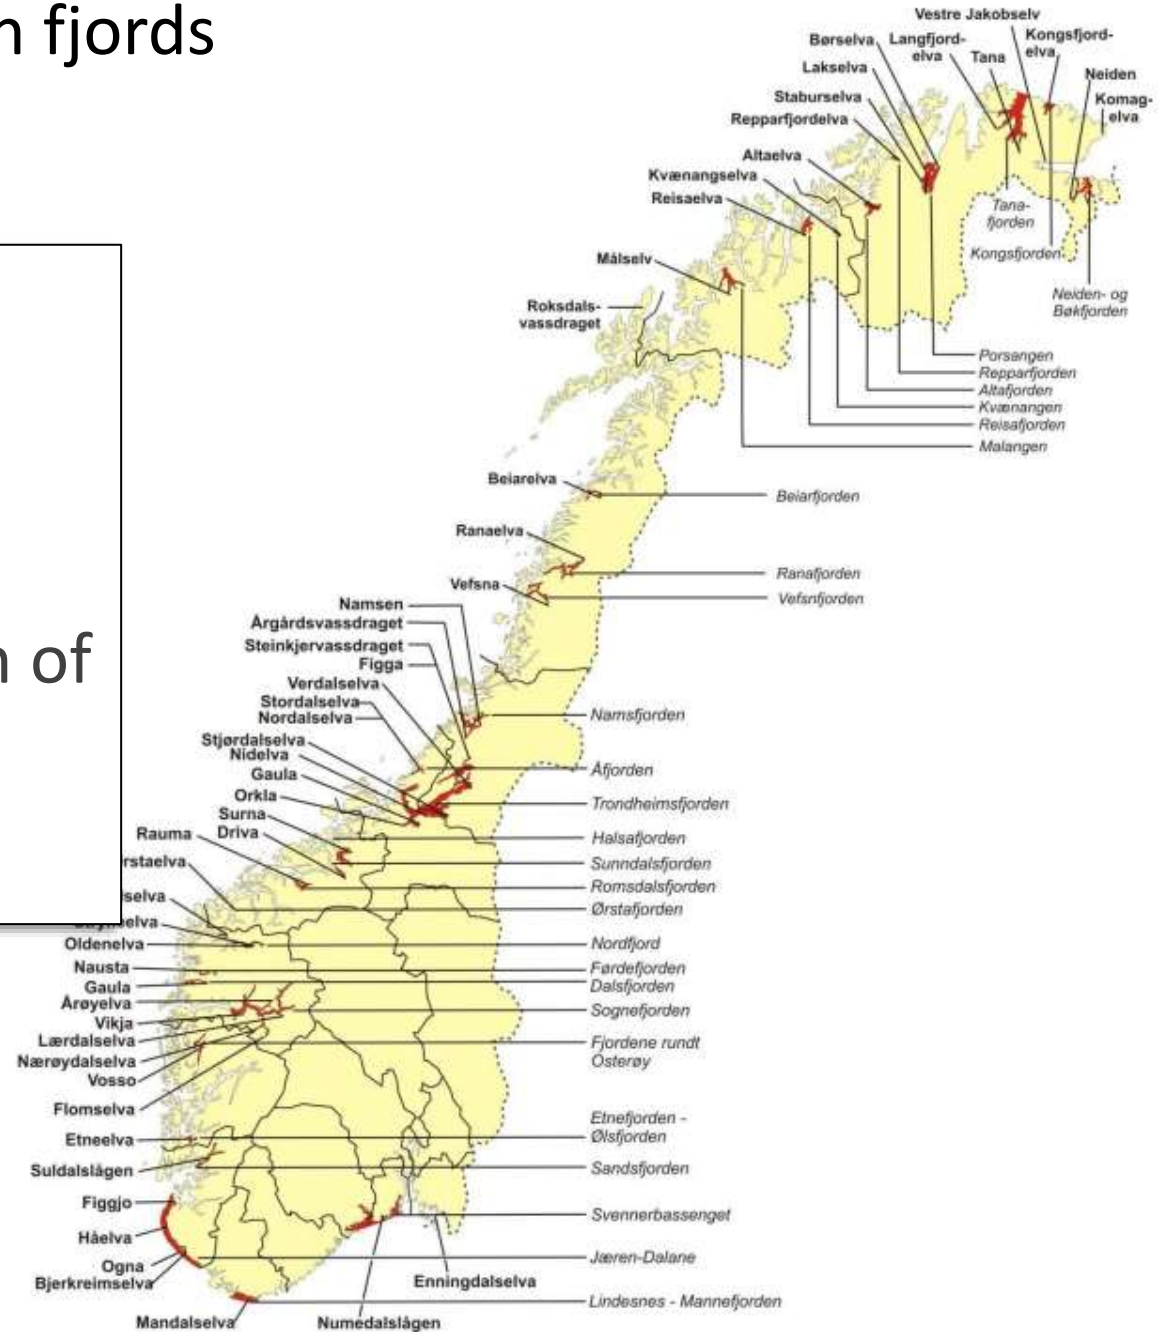 n fjords
n of
Vestre Jakobselv
Børselva
Langfjord-
elva
Kongsfjord-
elva
Tana
Lakselva
Neiden
Staburselva
Komag-
elva
Repparfjordelva
Altaelva
Kvænangselva
Reisaelva
Tana-
fjorden
Kongsfjorden
Målselv
Neiden- og
Bøkfjorden
Roksdals-
vassdraget
Porsangen
Repparfjorden
Altafjorden
Kvænangen
Reisafjorden
Malangen
Beiarelva
Beiarfjorden
Ranaelva
Ranafjorden
Vefsna
Vefsnfjorden
Namsen
Årgårdsvassdraget
Steinkjervassdraget
Figga
Verdalselva
Stordalselva
Nordalselva
Namsfjorden
Stjørdalselva
Nidelva
Gaula
Åfjorden
Orkla
Trondheimsfjorden
Surna
Driva
Rauma
Halsafjorden
rstaelva
Sunndalsfjorden
Romsdalsfjorden
lselva
Ørstafjorden
elva
Oldenelva
Nordfjord
Nausta
Førdefjorden
Gaula
Dalsfjorden
Årøyelva
Sognefjorden
Vikja
Lærdalselva
Fjordene rundt
Osterøy
Nærøydalselva
Vosso
Flomselva
Etnefjorden -
Ølsfjorden
Etneelva
Suldalslågen
Sandsfjorden
Figgjo
Svennerbassenget
Håelva
Jæren-Dalane
Ogna
Bjerkreimselva
Enningdalselva
Lindesnes - Mannefjorden
Mandalselva
Numedalslågen